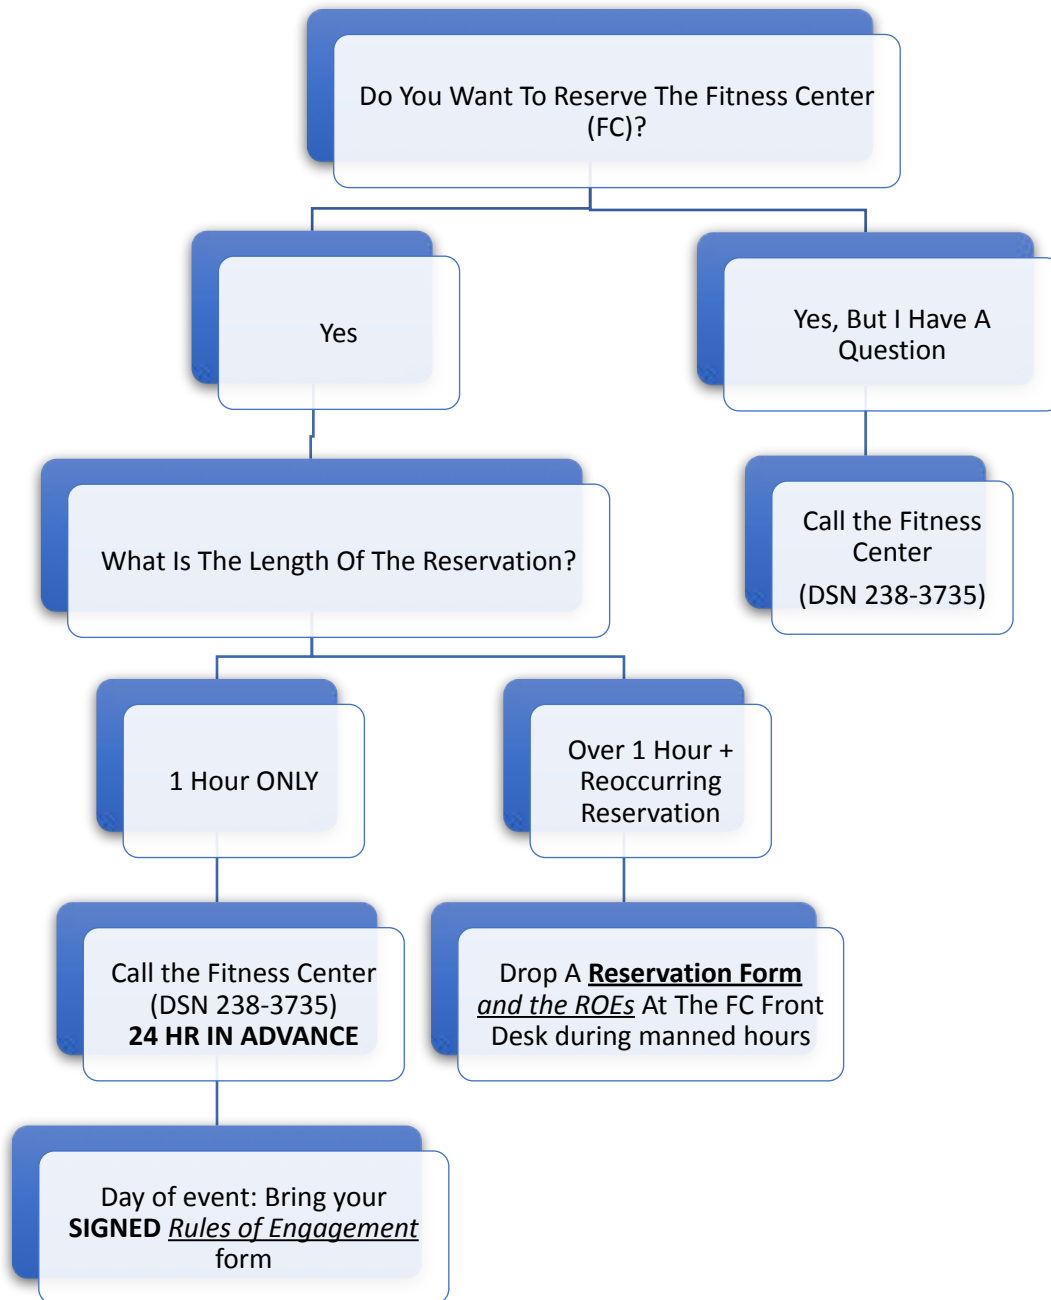 Do You Want To Reserve The Fitness Center
(FC)?
Yes
Yes, But I Have A
Question
What Is The Length Of The Reservation?
Call the Fitness
Center
(DSN 238-3735)
1 Hour ONLY
Over 1 Hour +
Reoccurring
Reservation
Call the Fitness Center
(DSN 238-3735)
24 HR IN ADVANCE
Drop A Reservation Form
and the ROEs At The FC Front
Desk during manned hours
Day of event: Bring your
SIGNED Rules of Engagement
form